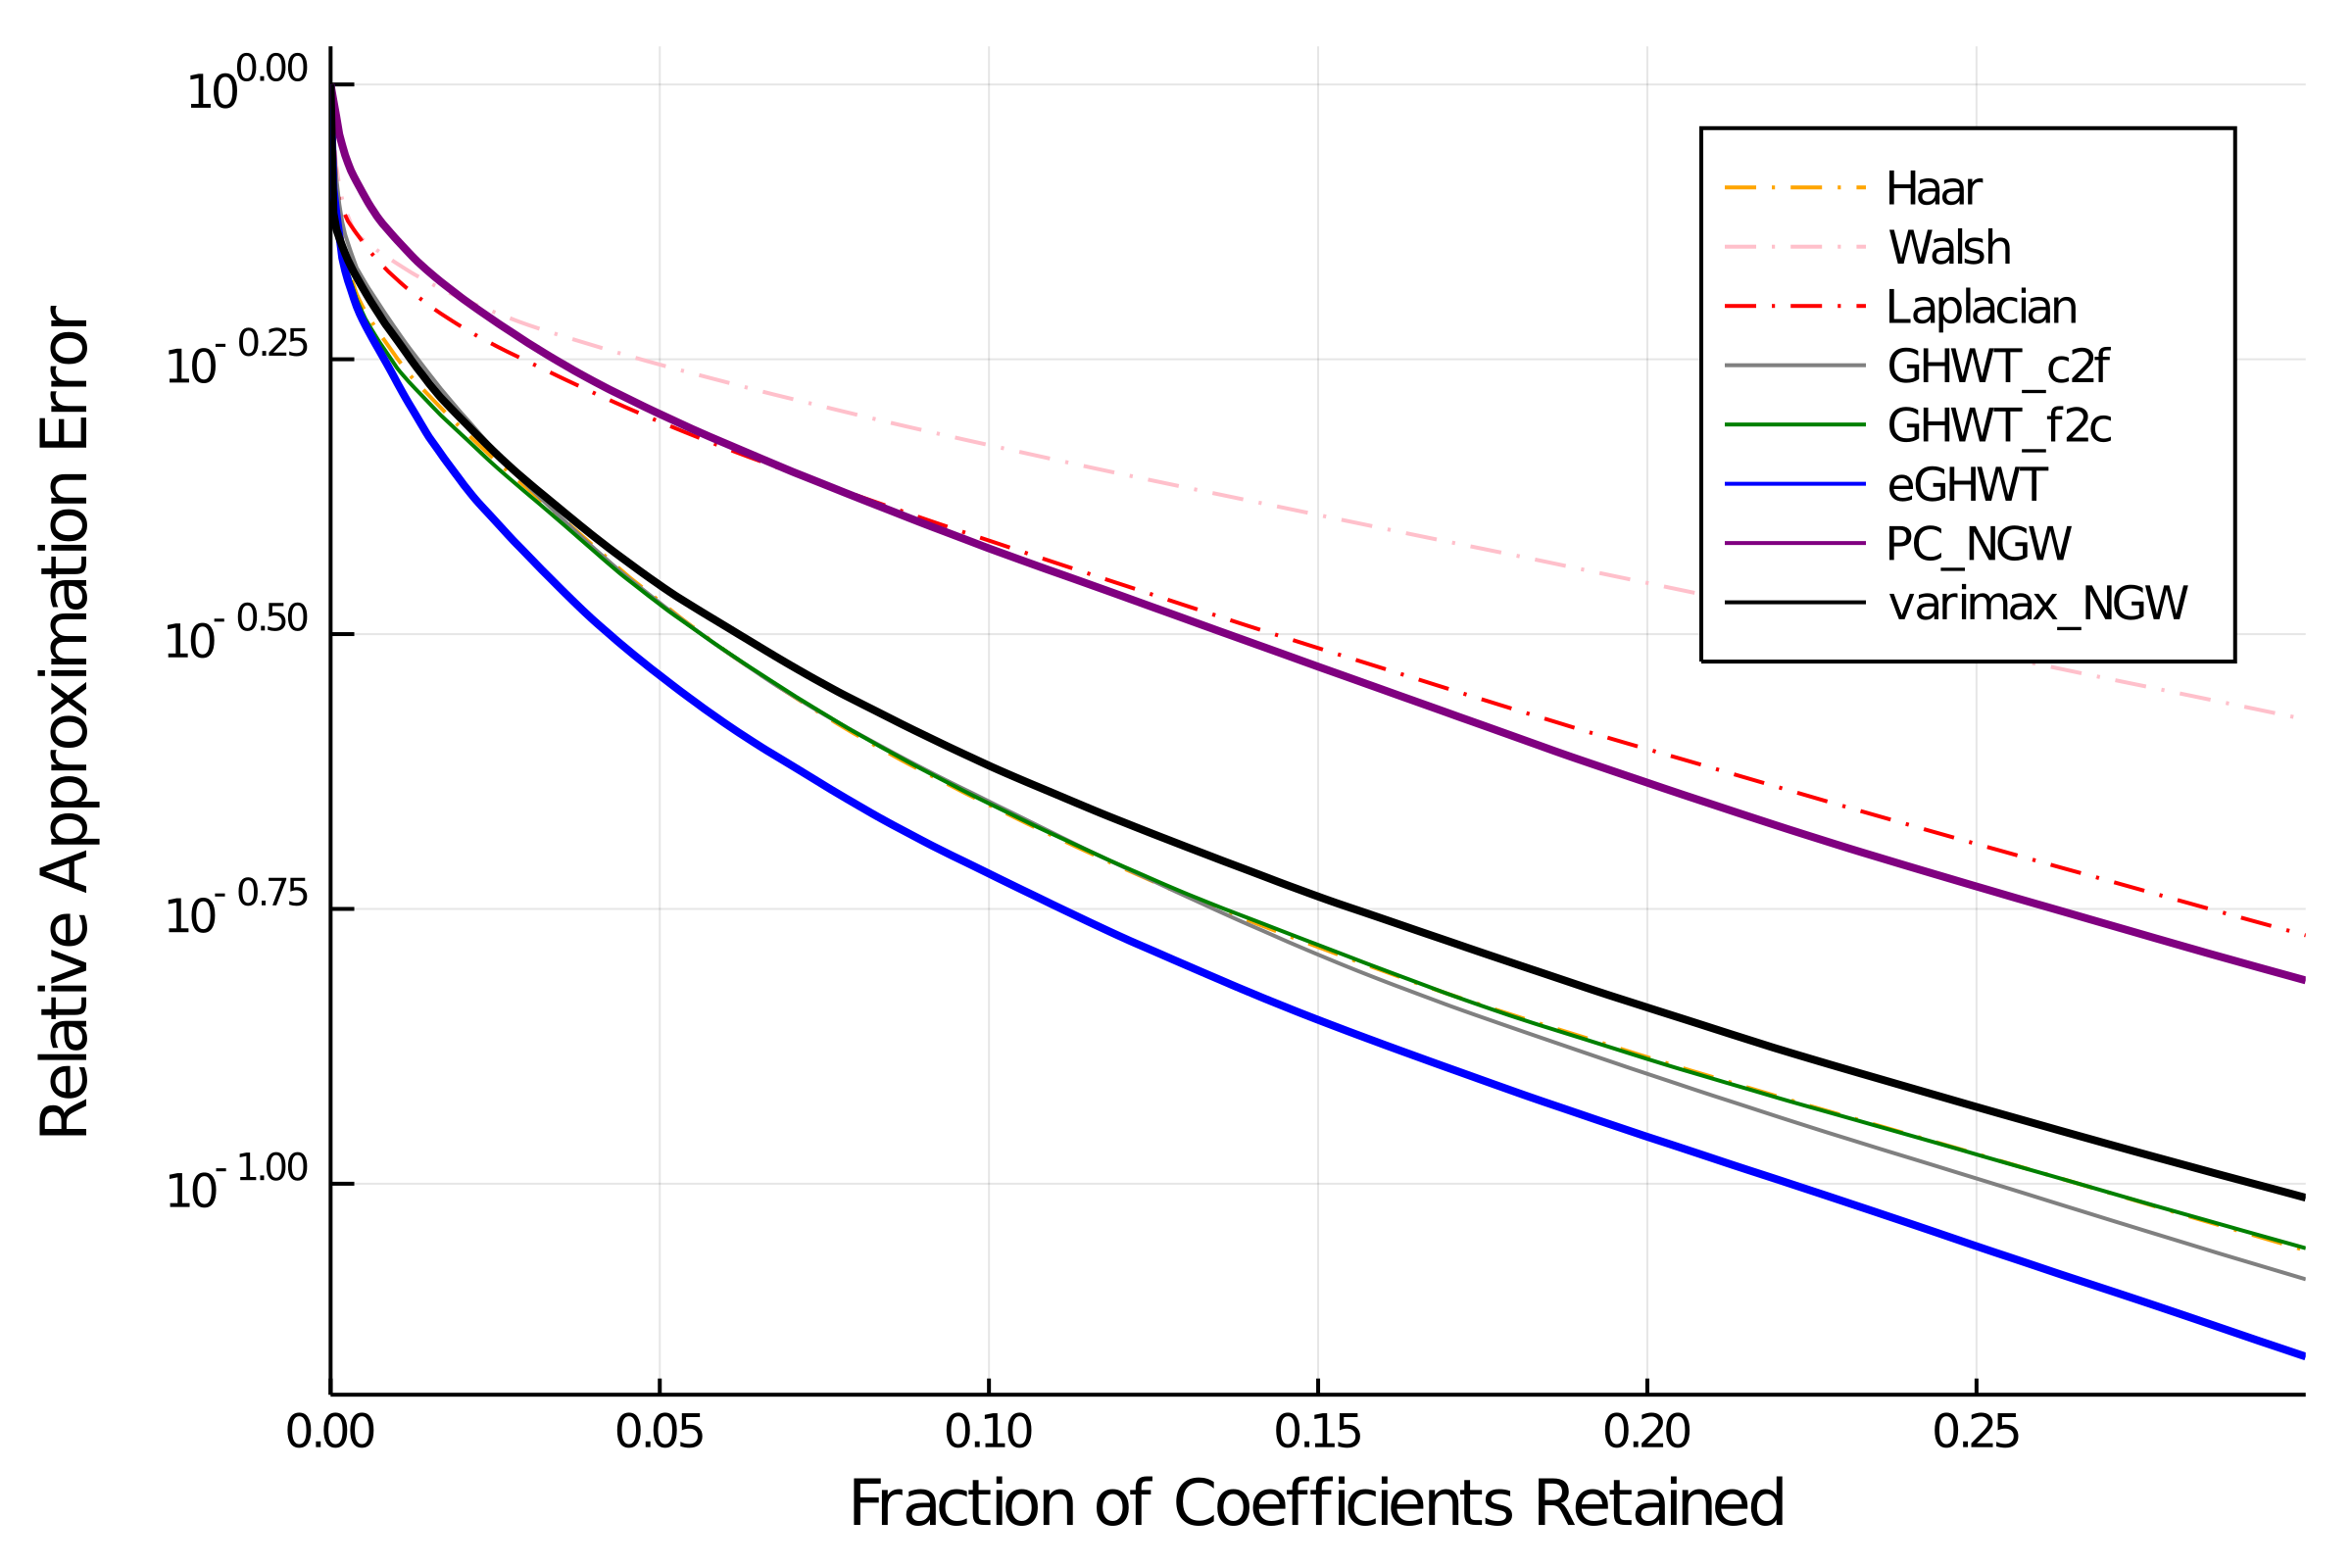 Relative Approximation Error
10^0.00
10^- 0.25
10^- 0.50
10^- 0.75
10^- 1.00
Haar
Walsh
Laplacian
GHWT_c2f
GHWT_f2c
eGHWT
PC_NGW
varimax_NGW
0.00 0.05 0.10 0.15 0.20 0.25
Fraction of Coefficients Retained